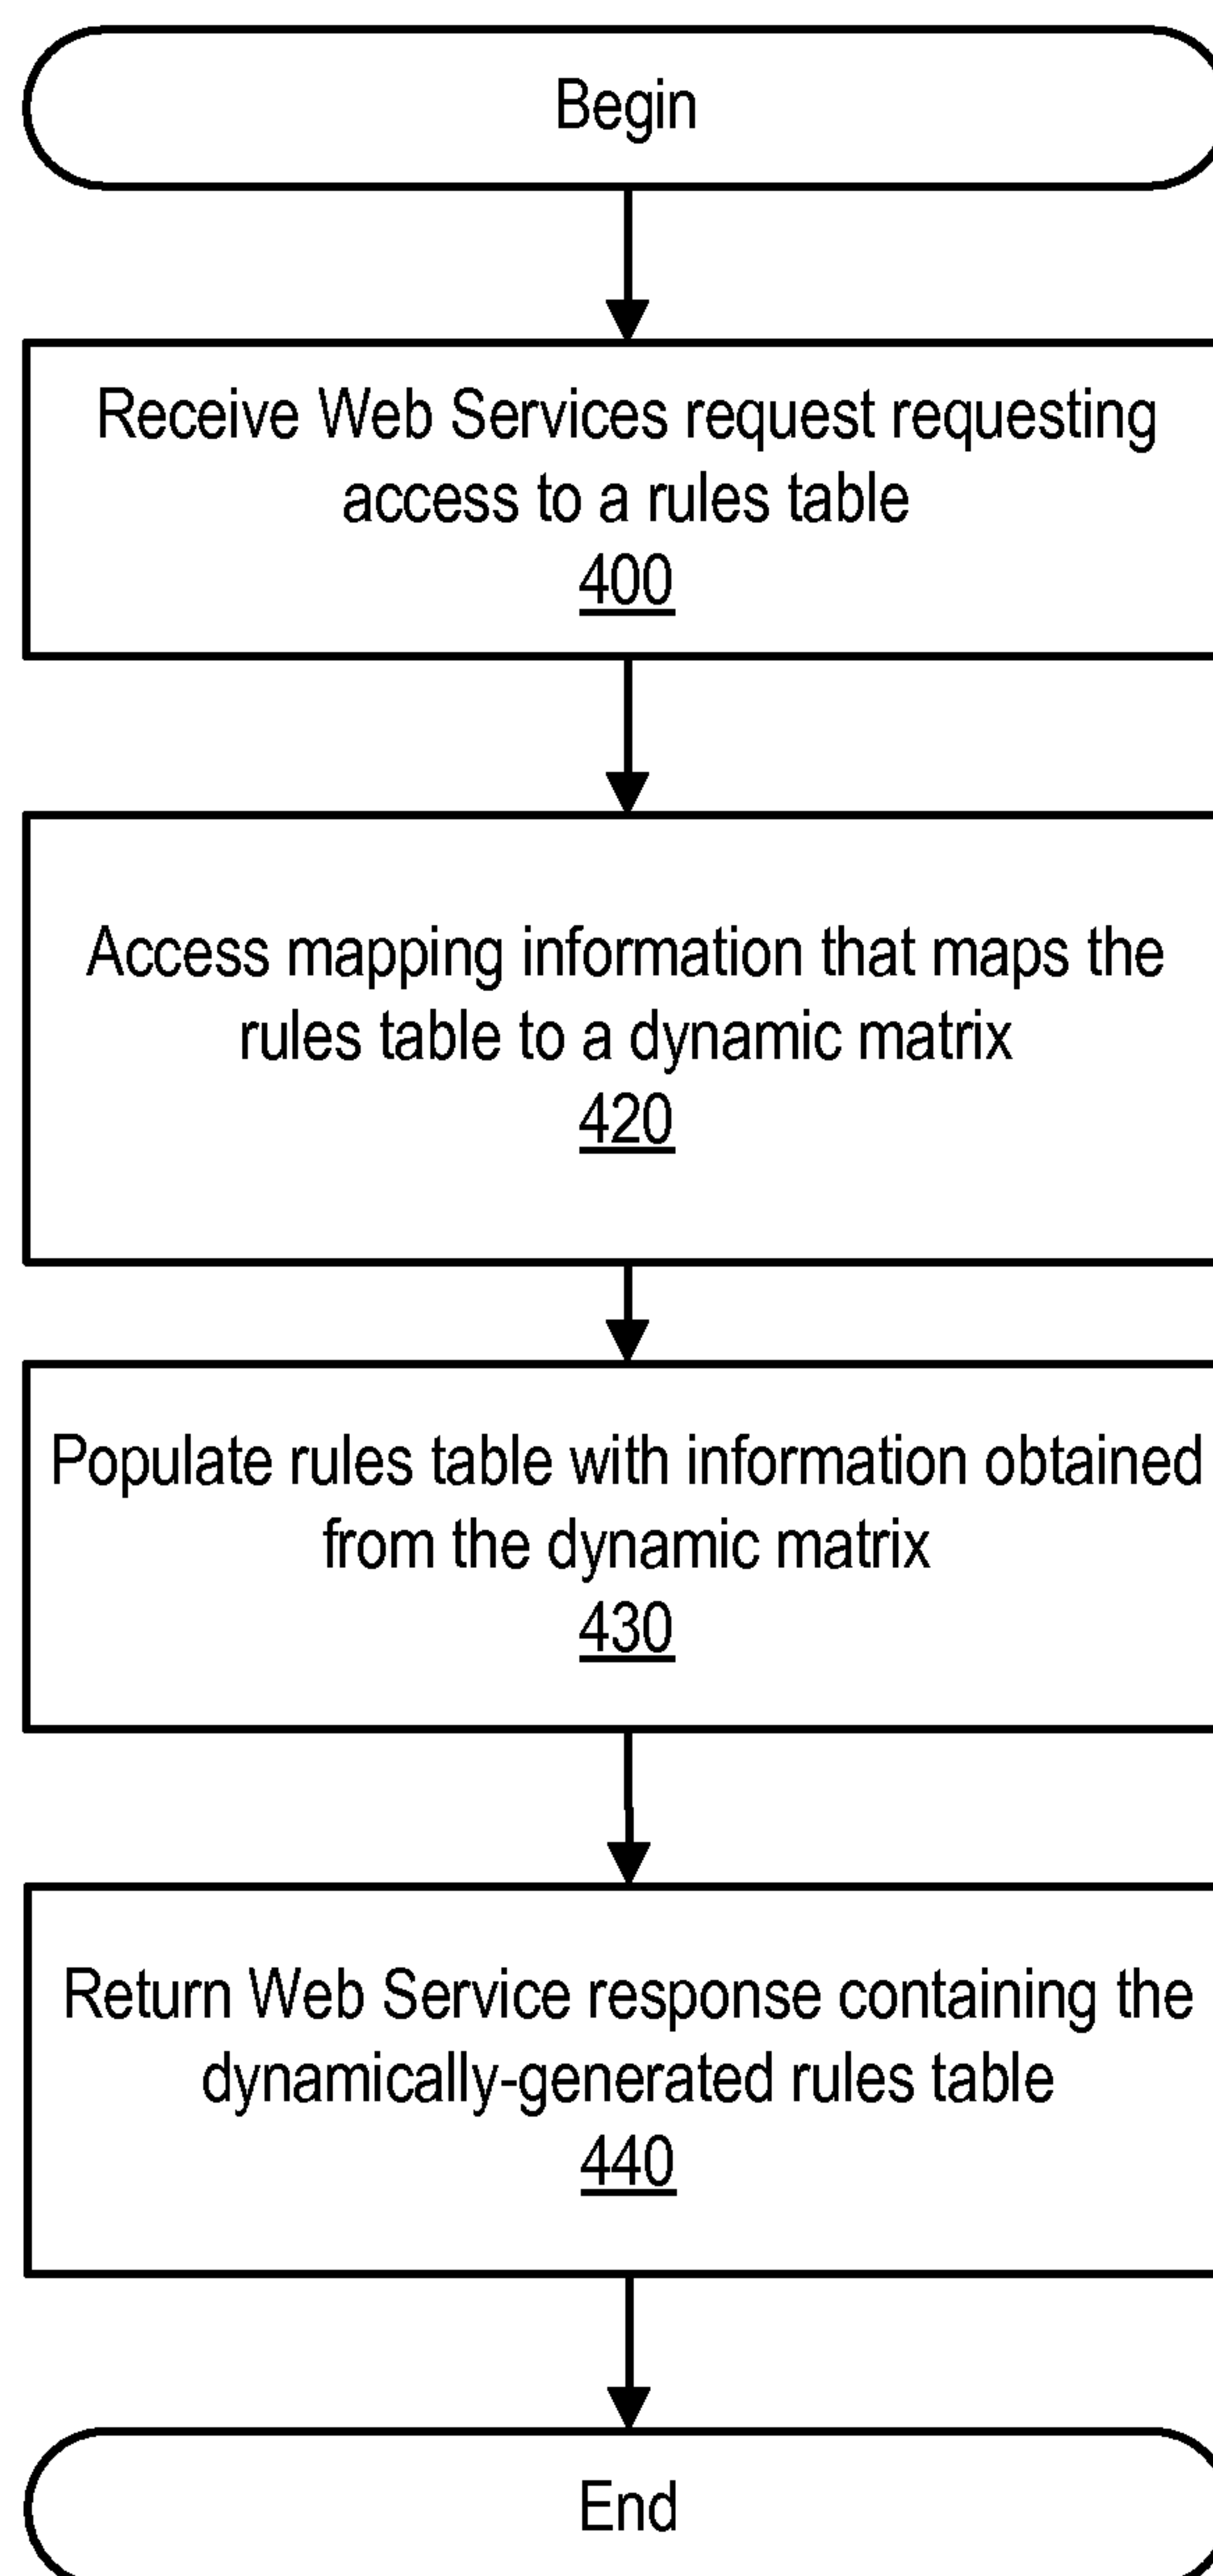 Begin
Receive Web Services request requesting
access to a rules table
400
Access mapping information that maps the
rules table to a dynamic matrix
420
Populate rules table with information obtained
from the dynamic matrix
430
Return Web Service response containing the
dynamically-generated rules table
440
End